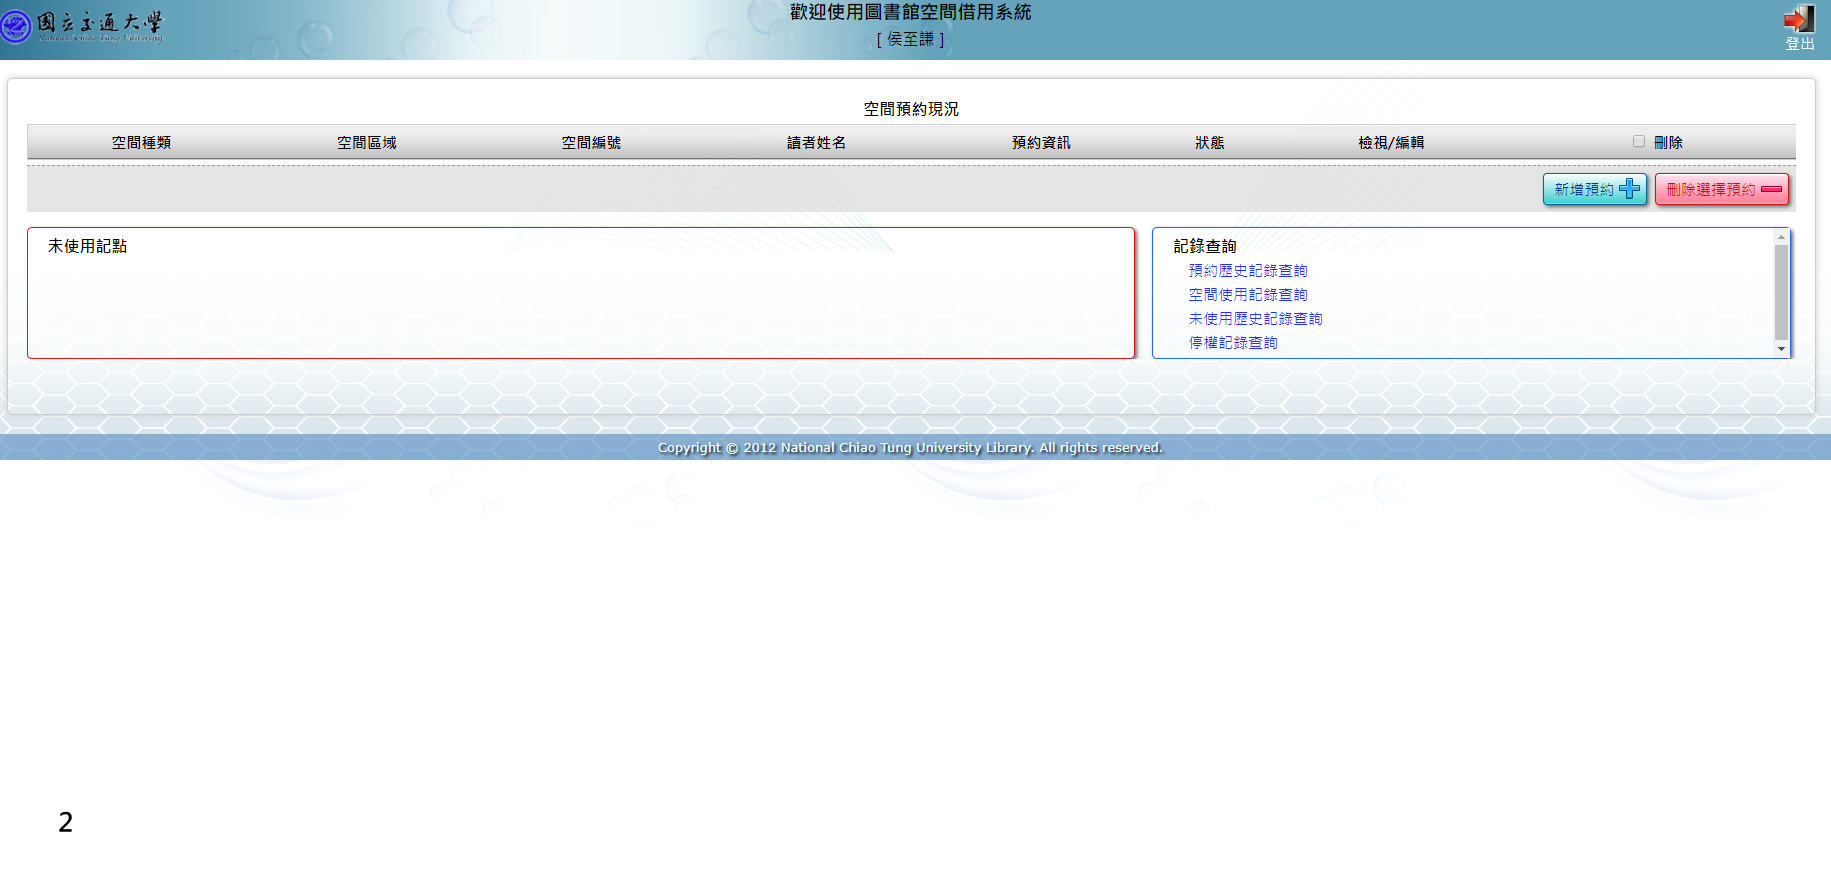 國立交通大學
National Chiao Tung University
歡迎使用圖書館空間借用系統
[ 侯至謙 ]
登出
空間預約現況
空間種類 空間區域 空間編號 讀者姓名 預約資訊 狀態 檢視/編輯 刪除
新增預約 刪除選擇預約
未使用記點
記錄查詢
預約歷史記錄查詢
空間使用記錄查詢
未使用歷史記錄查詢
停權記錄查詢
Copyright © 2012 National Chiao Tung University Library. All rights reserved.
2